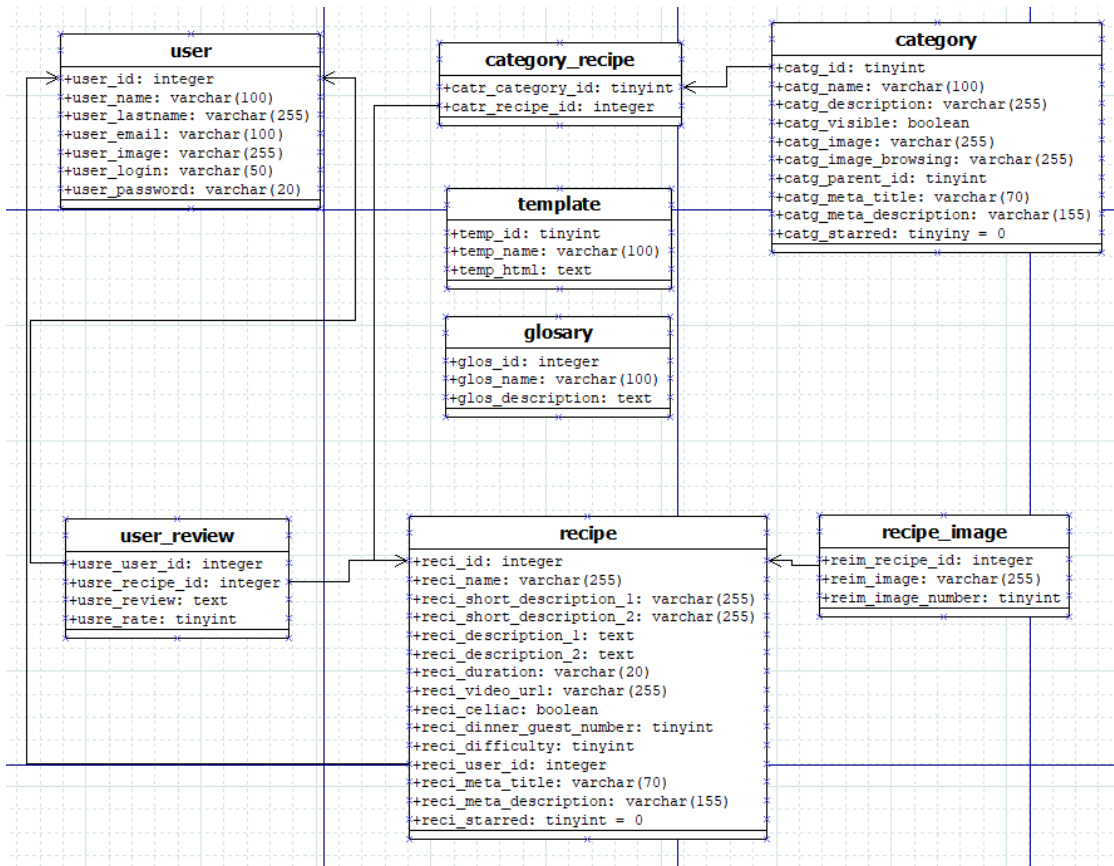 user
+user_id: integer
+user_name: varchar(100)
+user_lastname: varchar(255)
+user_email: varchar(100)
+user_image: varchar(255)
+user_login: varchar(50)
+user_password: varchar(20)
category_recipe
+catr_category_id: tinyint
+catr_recipe_id: integer
category
+catg_id: tinyint
+catg_name: varchar(100)
+catg_description: varchar(255)
+catg_visible: boolean
+catg_image: varchar(255)
+catg_image_browsing: varchar(255)
+catg_parent_id: tinyint
+catg_meta_title: varchar(70)
+catg_meta_description: varchar(155)
+catg_starred: tinyiny = 0
template
+temp_id: tinyint
+temp_name: varchar(100)
+temp_html: text
glosary
+glos_id: integer
+glos_name: varchar(100)
+glos_description: text
user_review
+usre_user_id: integer
+usre_recipe_id: integer
+usre_review: text
+usre_rate: tinyint
recipe
+reci_id: integer
+reci_name: varchar(255)
+reci_short_description_1: varchar(255)
+reci_short_description_2: varchar(255)
+reci_description_1: text
+reci_description_2: text
+reci_duration: varchar(20)
+reci_video_url: varchar(255)
+reci_celiac: boolean
+reci_dinner_guest_number: tinyint
+reci_difficulty: tinyint
+reci_user_id: integer
+reci_meta_title: varchar(70)
+reci_meta_description: varchar(155)
+reci_starred: tinyint = 0
recipe_image
+reim_recipe_id: integer
+reim_image: varchar(255)
+reim_image_number: tinyint